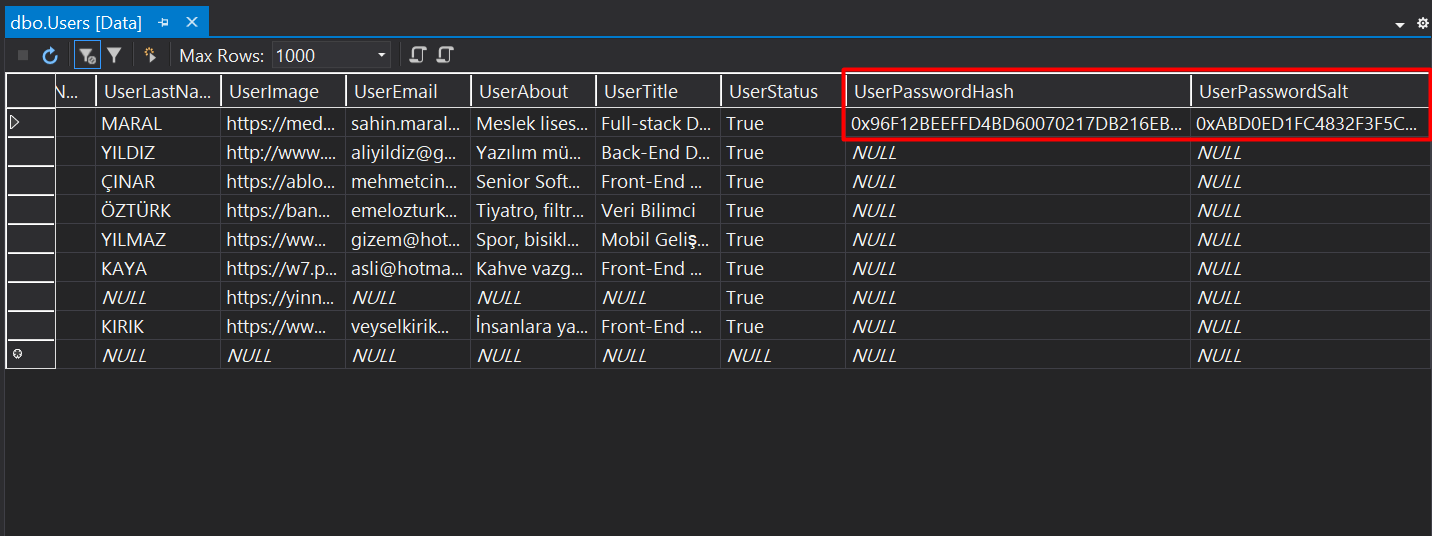 dbo.Users [Data]
Max Rows: 1000
N... UserLastNa... UserImage UserEmail UserAbout UserTitle UserStatus UserPasswordHash UserPasswordSalt
MARAL https://med... sahin.maral... Meslek lises... Full-stack D... True 0x96F12BEEFFD4BD60070217DB216EB... 0xABD0ED1FC4832F3F5C...
YILDIZ http://www.... aliyildiz@g... Yazılım mü... Back-End D... True NULL NULL
ÇINAR https://ablo... mehmetcin... Senior Soft... Front-End ... True NULL NULL
ÖZTÜRK https://ban... emelozturk... Tiyatro, filtr... Veri Bilimci True NULL NULL
YILMAZ https://ww... gizem@hot... Spor, bisikl... Mobil Geliş... True NULL NULL
KAYA https://w7.p... asli@hotma... Kahve vazg... Front-End ... True NULL NULL
NULL https://yinn... NULL NULL NULL True NULL NULL
KIRIK https://ww... veyselkirik... İnsanlara ya... Front-End ... True NULL NULL
NULL NULL NULL NULL NULL NULL NULL NULL